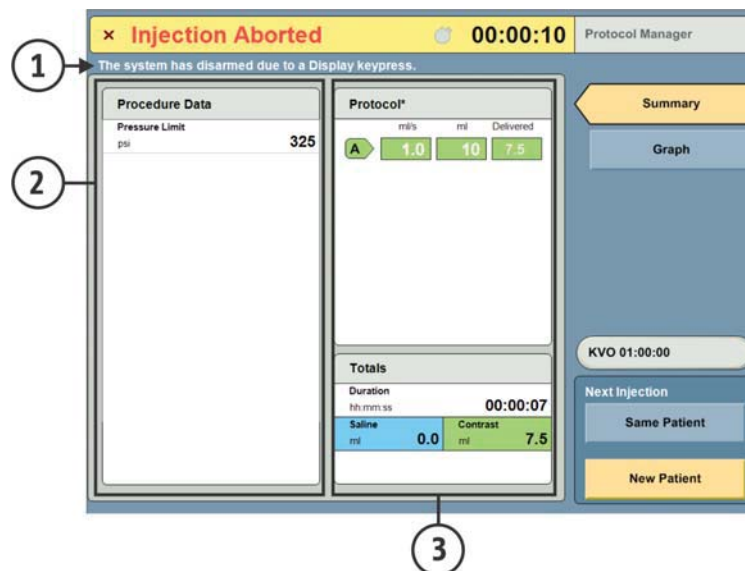 × Injection Aborted 00:00:10 Protocol Manager
1 The system has disarmed due to a Display keypress.
2
Procedure Data
Pressure Limit
psi 325
Protocol*
ml/s ml Delivered
A 1.0 10 7.5
Totals
Duration
hh:mm:ss 00:00:07
Saline Contrast
ml 0.0 ml 7.5
3
Summary
Graph
KVO 01:00:00
Next Injection
Same Patient
New Patient